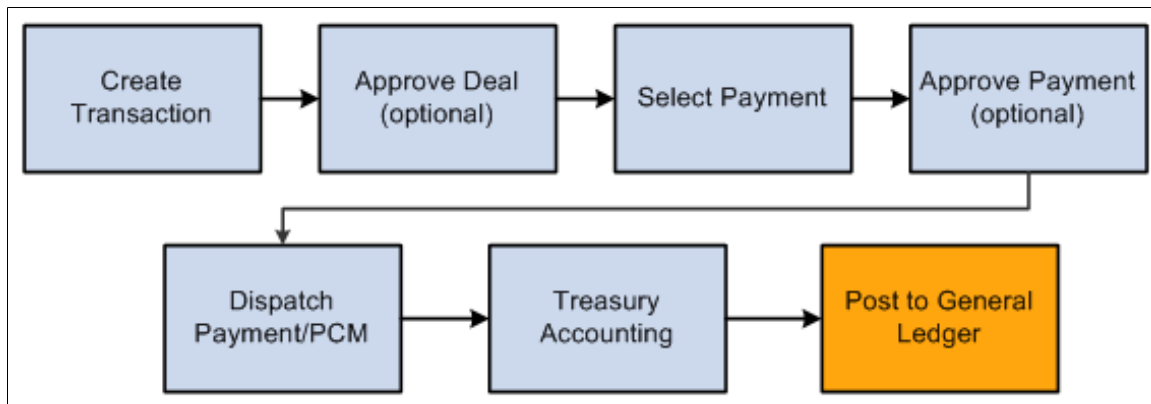 Create
Transaction
Approve Deal
(optional)
Select Payment
Approve Payment
(optional)
Dispatch
Payment/PCM
Treasury
Accounting
Post to General
Ledger